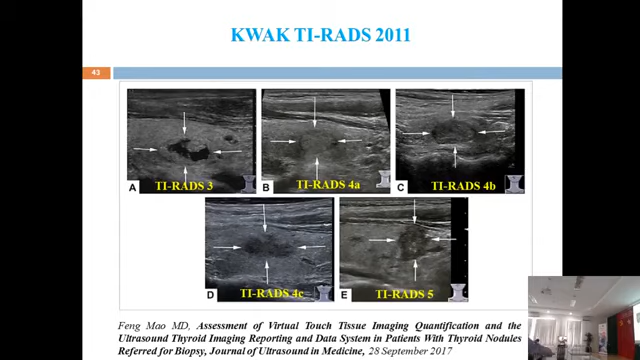 KWAK TI-RADS 2011
43
A TI-RADS 3
B TI-RADS 4a
C TI-RADS 4b
D TI-RADS 4c
E TI-RADS 5
Feng Mao MD, Assessment of Virtual Touch Tissue Imaging Quantification and the
Ultrasound Thyroid Imaging Reporting and Data System in Patients With Thyroid Nodules
Referred for Biopsy, Journal of Ultrasound in Medicine, 28 September 2017